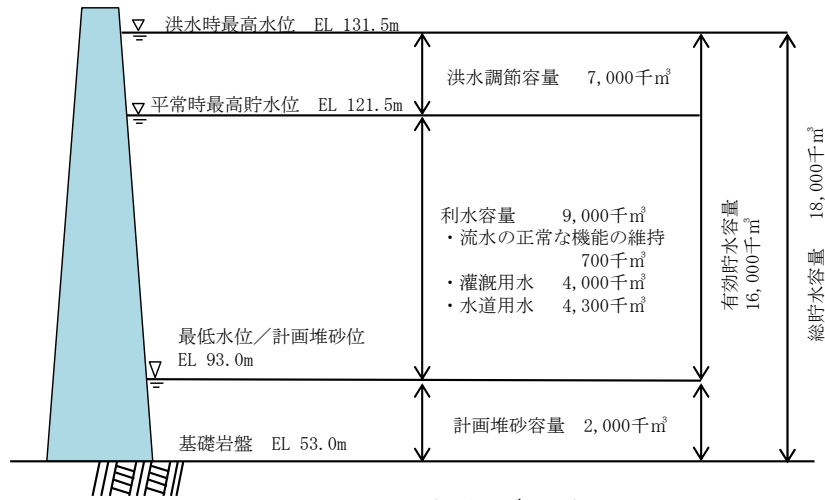 洪水時最高水位 EL 131.5m
洪水調節容量 7,000千㎥
平常時最高貯水位 EL 121.5m
利水容量 9,000千㎥
・流水の正常な機能の維持
700千㎥
・灌漑用水 4,000千㎥
・水道用水 4,300千㎥
有効貯水容量
16,000千㎥
総貯水容量 18,000千㎥
最低水位／計画堆砂位
EL 93.0m
計画堆砂容量 2,000千㎥
基礎岩盤 EL 53.0m